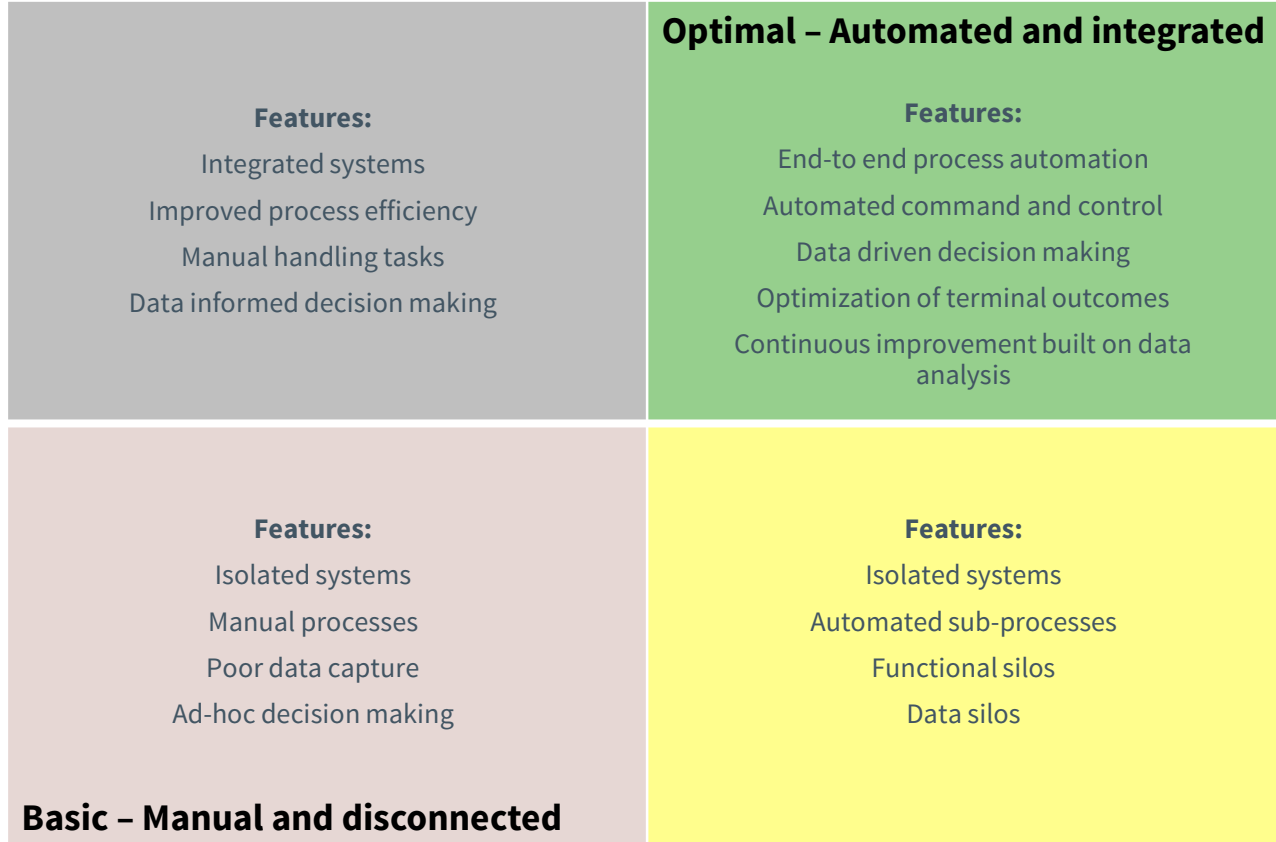 Features:
Integrated systems
Improved process efficiency
Manual handling tasks
Data informed decision making
Optimal – Automated and integrated
Features:
End-to end process automation
Automated command and control
Data driven decision making
Optimization of terminal outcomes
Continuous improvement built on data
analysis
Features:
Isolated systems
Manual processes
Poor data capture
Ad-hoc decision making
Basic – Manual and disconnected
Features:
Isolated systems
Automated sub-processes
Functional silos
Data silos